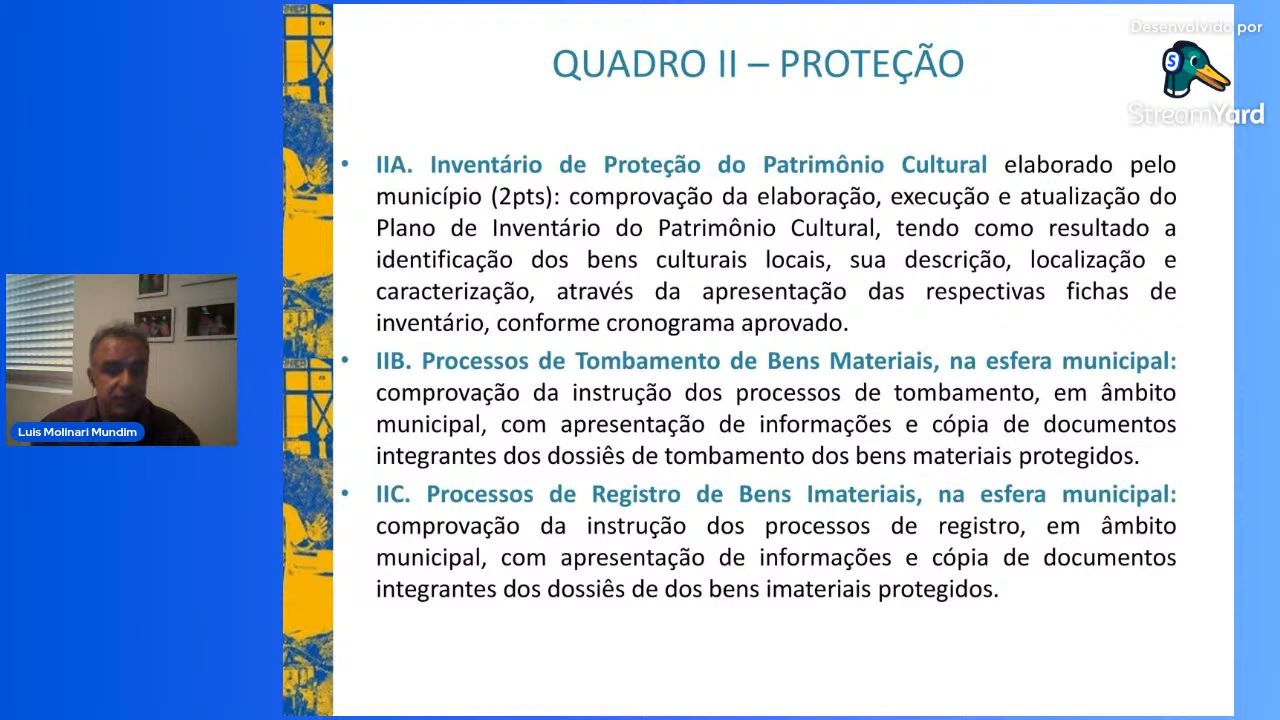 Desenvolvido por
StreamYard
QUADRO II – PROTEÇÃO
• IIA. Inventário de Proteção do Patrimônio Cultural elaborado pelo
município (2pts): comprovação da elaboração, execução e atualização do
Plano de Inventário do Patrimônio Cultural, tendo como resultado a
identificação dos bens culturais locais, sua descrição, localização e
caracterização, através da apresentação das respectivas fichas de
inventário, conforme cronograma aprovado.
• IIB. Processos de Tombamento de Bens Materiais, na esfera municipal:
comprovação da instrução dos processos de tombamento, em âmbito
municipal, com apresentação de informações e cópia de documentos
integrantes dos dossiês de tombamento dos bens materiais protegidos.
• IIC. Processos de Registro de Bens Imateriais, na esfera municipal:
comprovação da instrução dos processos de registro, em âmbito
municipal, com apresentação de informações e cópia de documentos
integrantes dos dossiês de dos bens imateriais protegidos.
Luis Molinari Mundim